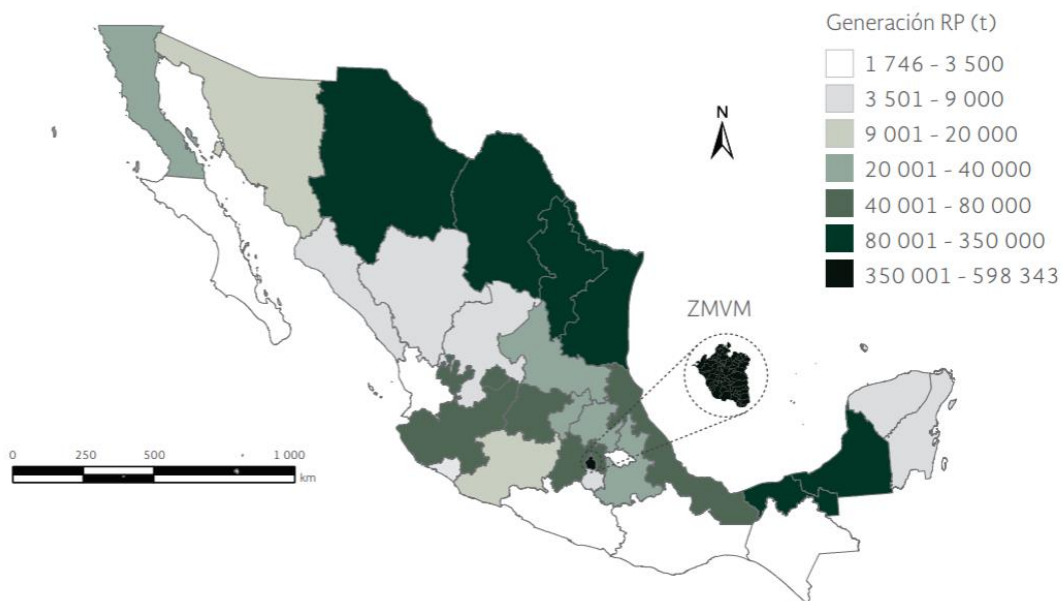 Generación RP (t)
1 746 - 3 500
3 501 - 9 000
9 001 - 20 000
20 001 - 40 000
40 001 - 80 000
80 001 - 350 000
350 001 - 598 343
N
ZMVM
0 250 500 1 000
km